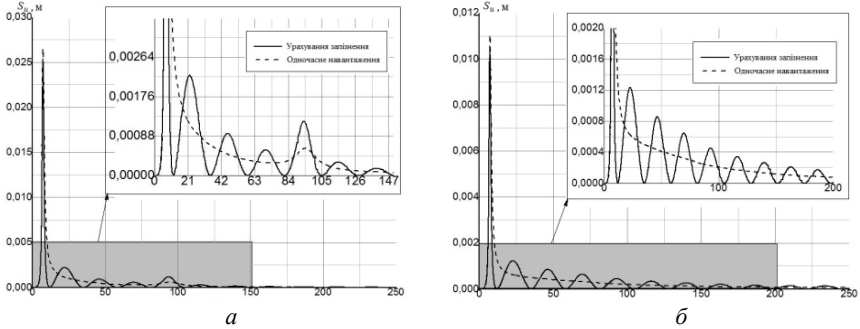 S_u, м
0,030
0,025
0,020
0,015
0,010
0,005
0,000
0 50 100 150 200 250
0,00264
0,00176
0,00088
0,00000
0 21 42 63 84 105 126 147
Урахування запізнення
Одночасне навантаження
а
S_u, м
0,012
0,010
0,008
0,006
0,004
0,002
0,000
0 50 100 150 200 250
0,0020
0,0016
0,0012
0,0008
0,0004
0,0000
0 100 200
Урахування запізнення
Одночасне навантаження
б